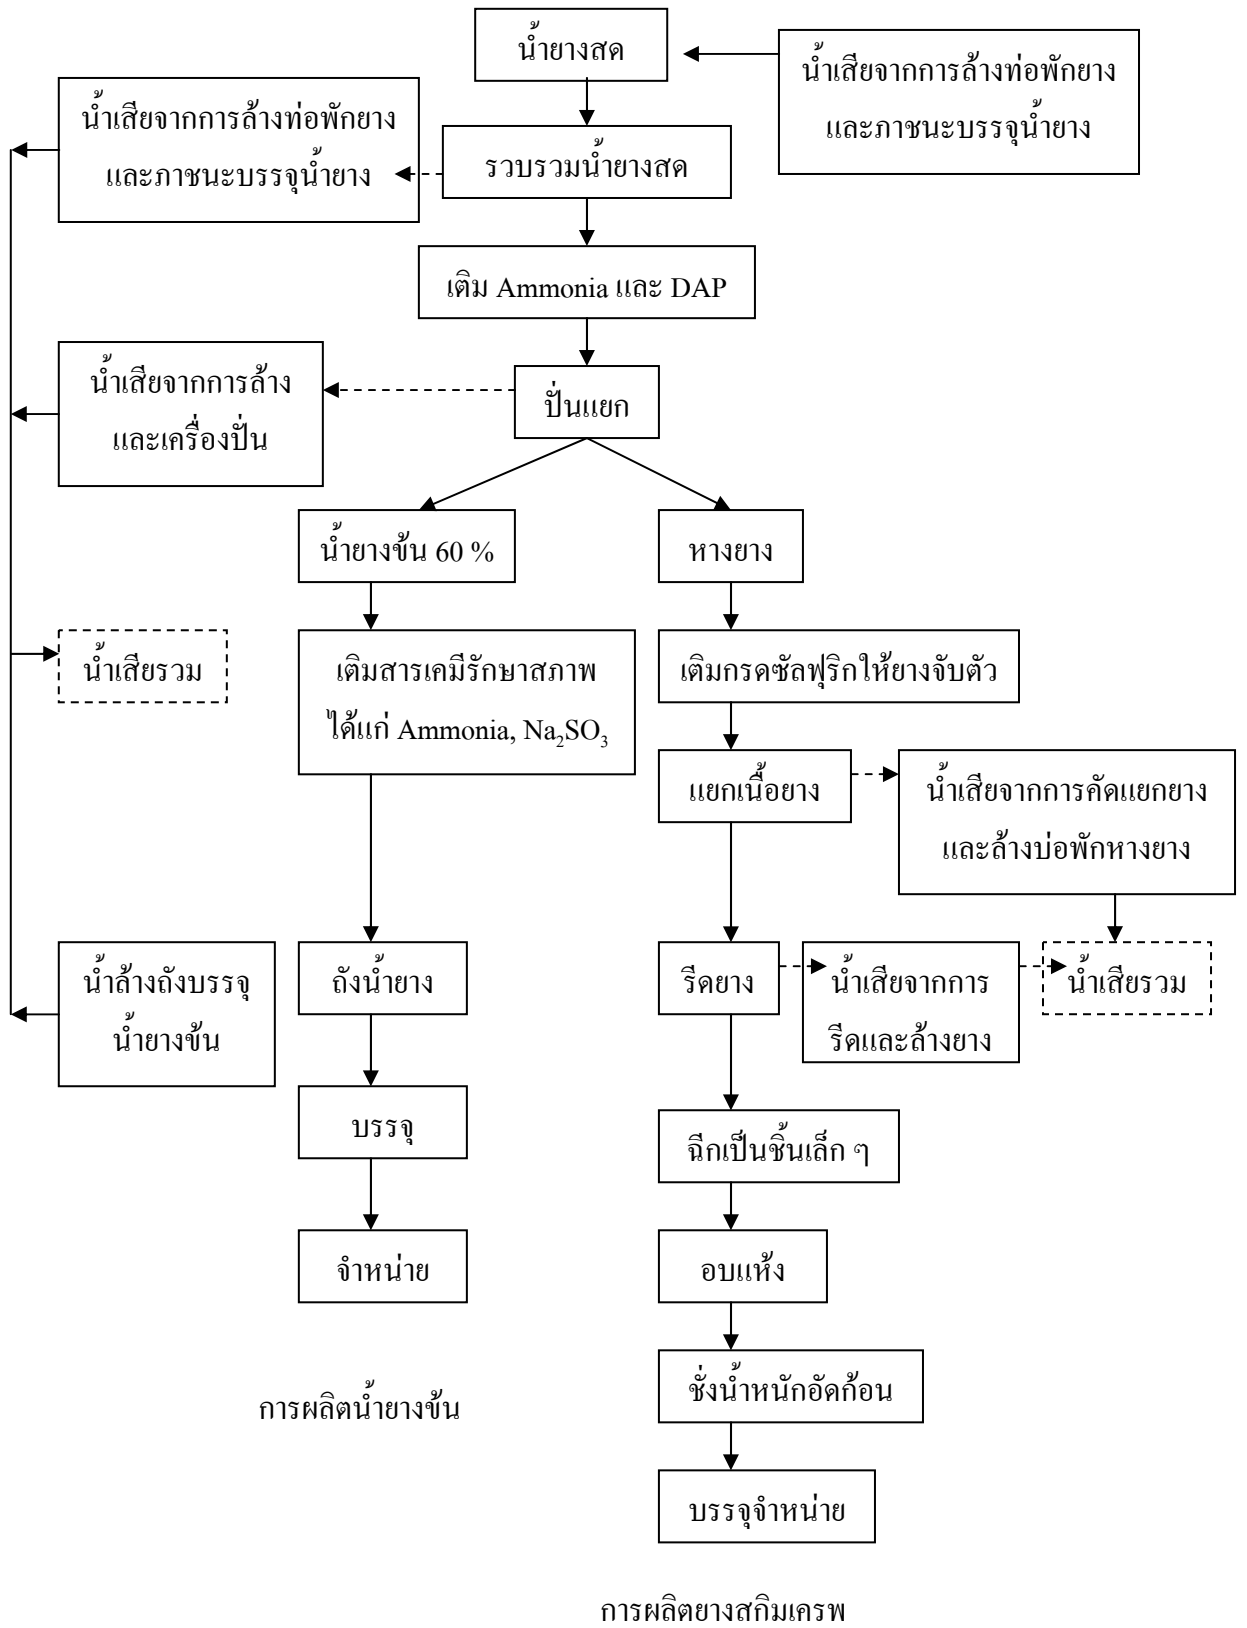 น้ำยางสด
น้ำเสียจากการล้างท่อพักยาง
และภาชนะบรรจุน้ำยาง
น้ำเสียจากการล้างท่อพักยาง
และภาชนะบรรจุน้ำยาง
รวบรวมน้ำยางสด
เติม Ammonia และ DAP
น้ำเสียจากการล้าง
และเครื่องปั่น
ปั่นแยก
น้ำยางข้น 60 %
หางยาง
น้ำเสียรวม
เติมสารเคมีรักษาสภาพ
ได้แก่ Ammonia, Na₂SO₃
เติมกรดซัลฟุริกให้ยางจับตัว
แยกเนื้อยาง
น้ำเสียจากการคัดแยกยาง
และล้างบ่อพักหางยาง
น้ำล้างถังบรรจุ
น้ำยางข้น
ถังน้ำยาง
รีดยาง
น้ำเสียจากการ
รีดและล้างยาง
น้ำเสียรวม
บรรจุ
ฉีกเป็นชิ้นเล็ก ๆ
จำหน่าย
อบแห้ง
ชั่งน้ำหนักอัดก้อน
การผลิตน้ำยางข้น
บรรจุจำหน่าย
การผลิตยางสกิมเครพ